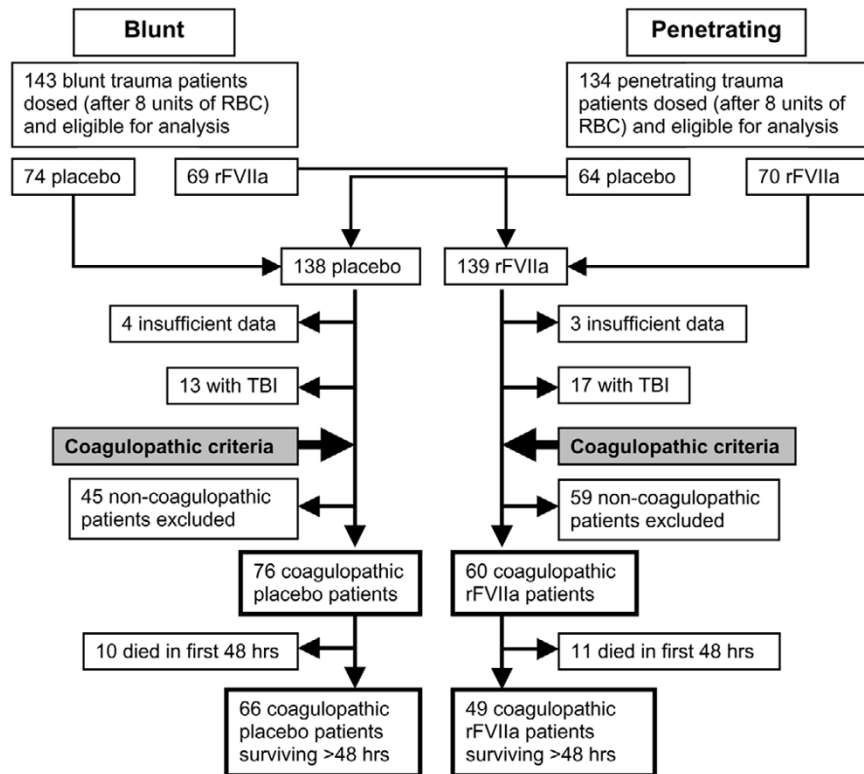 Blunt
Penetrating
143 blunt trauma patients
dosed (after 8 units of RBC)
and eligible for analysis
134 penetrating trauma
patients dosed (after 8 units of
RBC) and eligible for analysis
74 placebo
69 rFVIIa
64 placebo
70 rFVIIa
138 placebo
139 rFVIIa
4 insufficient data
3 insufficient data
13 with TBI
17 with TBI
Coagulopathic criteria
Coagulopathic criteria
45 non-coagulopathic
patients excluded
59 non-coagulopathic
patients excluded
76 coagulopathic
placebo patients
60 coagulopathic
rFVIIa patients
10 died in first 48 hrs
11 died in first 48 hrs
66 coagulopathic
placebo patients
surviving >48 hrs
49 coagulopathic
rFVIIa patients
surviving >48 hrs